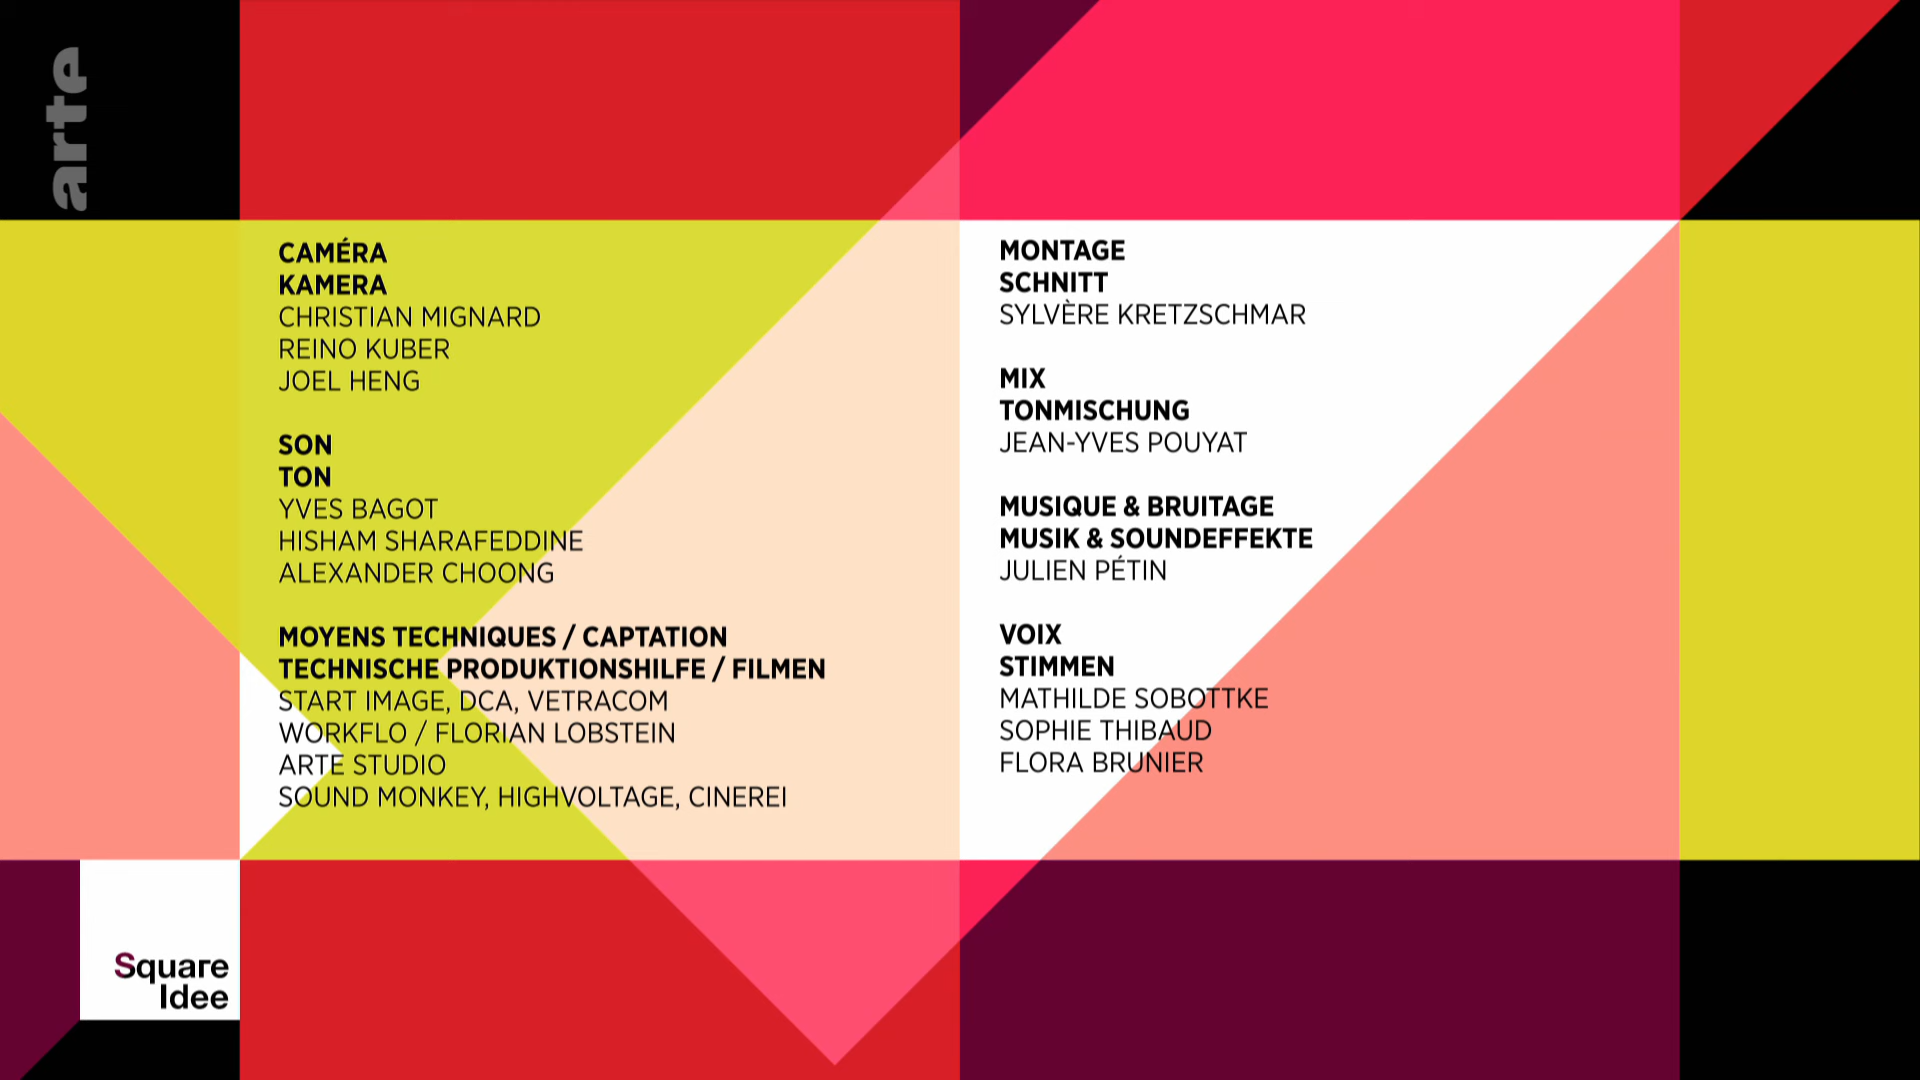 arte
CAMÉRA
KAMERA
CHRISTIAN MIGNARD
REINO KUBER
JOEL HENG
SON
TON
YVES BAGOT
HISHAM SHARAFEDDINE
ALEXANDER CHOONG
MOYENS TECHNIQUES / CAPTATION
TECHNISCHE PRODUKTIONSHILFE / FILMEN
START IMAGE, DCA, VETRACOM
WORKFLO / FLORIAN LOBSTEIN
ARTE STUDIO
SOUND MONKEY, HIGHVOLTAGE, CINEREI
MONTAGE
SCHNITT
SYLVÈRE KRETZSCHMAR
MIX
TONMISCHUNG
JEAN-YVES POUYAT
MUSIQUE & BRUITAGE
MUSIK & SOUNDEFFEKTE
JULIEN PÉTIN
VOIX
STIMMEN
MATHILDE SOBOTTKE
SOPHIE THIBAUD
FLORA BRUNIER
Square
Idee